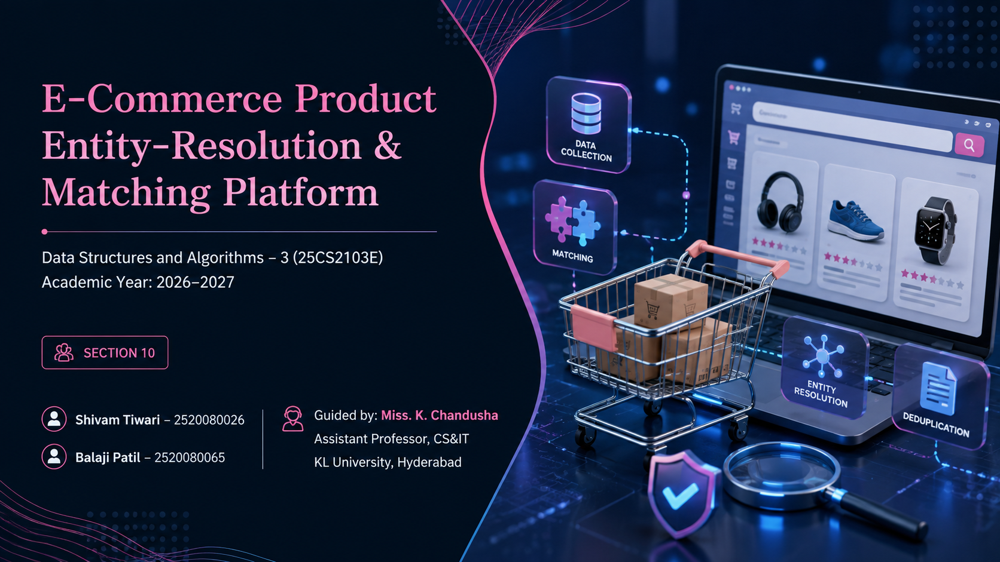 E-Commerce Product
Entity-Resolution &
Matching Platform
Data Structures and Algorithms – 3 (25CS2103E)
Academic Year: 2026–2027
SECTION 10
Shivam Tiwari – 2520080026
Balaji Patil – 2520080065
Guided by: Miss. K. Chandusha
Assistant Professor, CS&IT
KL University, Hyderabad
DATA
COLLECTION
MATCHING
ENTITY
RESOLUTION
DEDUPLICATION